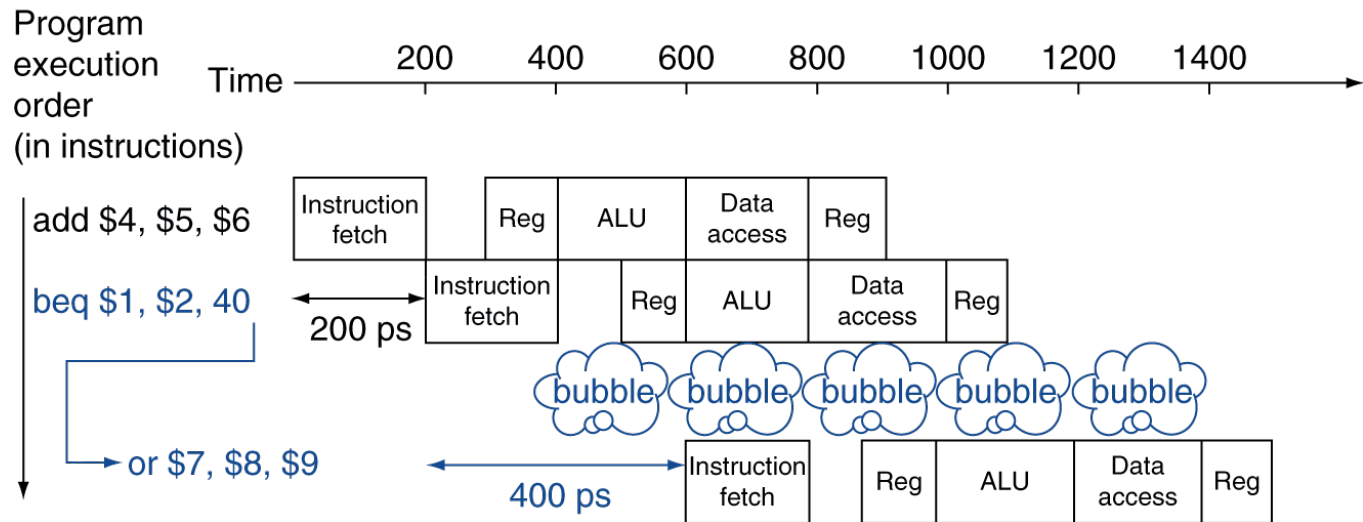 Program
execution
order
(in instructions)
Time
200 400 600 800 1000 1200 1400
add $4, $5, $6
Instruction
fetch
Reg
ALU
Data
access
Reg
beq $1, $2, 40
200 ps
Instruction
fetch
Reg
ALU
Data
access
Reg
bubble bubble bubble bubble bubble
or $7, $8, $9
400 ps
Instruction
fetch
Reg
ALU
Data
access
Reg